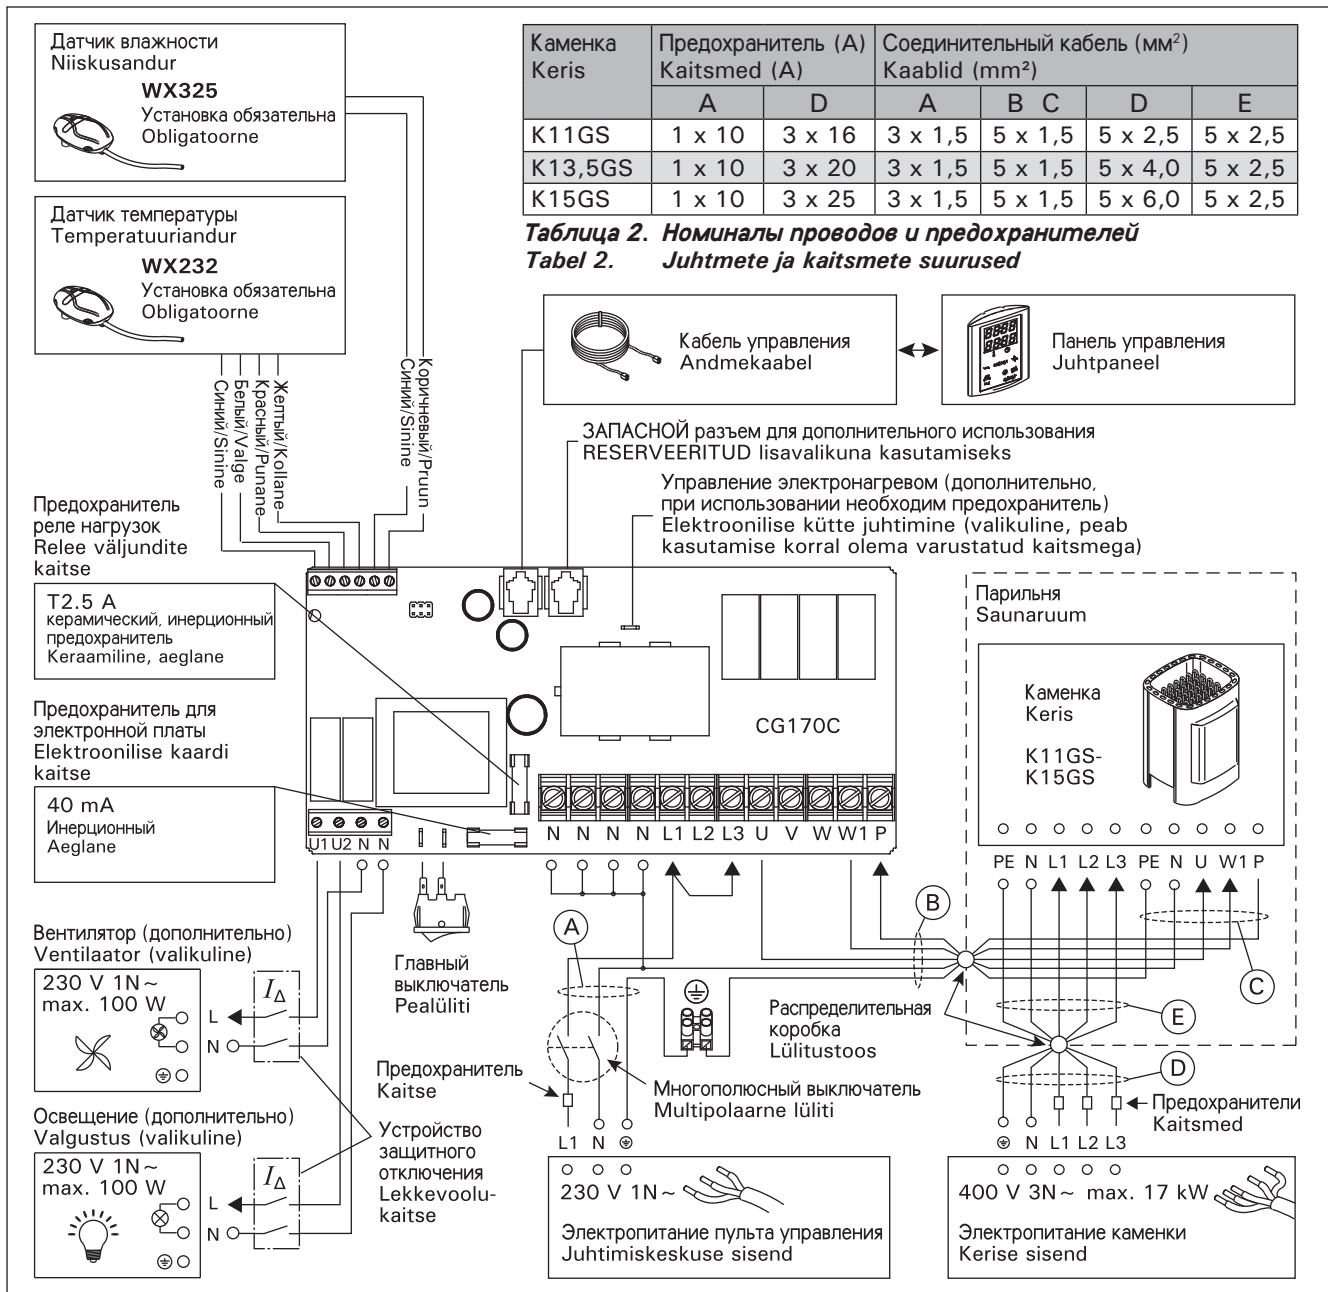 Датчик влажности
Niiskusandur
WX325
Установка обязательна
Obligatoorne
Датчик температуры
Temperatuuriandur
WX232
Установка обязательна
Obligatoorne
Каменка Предохранитель (А) Соединительный кабель (мм²)
Keris Kaitsmed (A) Kaablid (mm²)
A D A B C D E
K11GS 1 x 10 3 x 16 3 x 1,5 5 x 1,5 5 x 2,5 5 x 2,5
K13,5GS 1 x 10 3 x 20 3 x 1,5 5 x 1,5 5 x 4,0 5 x 2,5
K15GS 1 x 10 3 x 25 3 x 1,5 5 x 1,5 5 x 6,0 5 x 2,5
Таблица 2. Номиналы проводов и предохранителей
Tabel 2. Juhtmete ja kaitsmete suurused
Кабель управления
Andmekaabel
Панель управления
Juhtpaneel
Синий/Sinine
Белый/Valge
Красный/Punane
Желтый/Kollane
Синий/Sinine
Коричневый/Pruun
ЗАПАСНОЙ разъем для дополнительного использования
RESERVEERITUD lisavalikuna kasutamiseks
Управление электронагревом (дополнительно,
при использовании необходим предохранитель)
Elektroonilise kütte juhtimine (valikuline, peab
kasutamise korral olema varustatud kaitsmega)
Предохранитель
реле нагрузок
Relee väljundite
kaitse
T2.5 A
керамический, инерционный
предохранитель
Keraamiline, aeglane
Предохранитель для
электронной платы
Elektroonilise kaardi
kaitse
40 mA
Инерционный
Aeglane
CG170C
U1 U2 N N
N N N N L1 L2 L3 U V W W1 P
Парильня
Saunaruum
Каменка
Keris
K11GS-
K15GS
PE N L1 L2 L3 PE N U W1 P
Вентилятор (дополнительно)
Ventilaator (valikuline)
230 V 1N~
max. 100 W
L
N
I∆
Главный
выключатель
Pealüliti
A
B
C
E
D
Распределительная
коробка
Lülitustoos
Предохранитель
Kaitse
Многополюсный выключатель
Multipolaarne lüliti
Предохранители
Kaitsmed
Освещение (дополнительно)
Valgustus (valikuline)
230 V 1N~
max. 100 W
L
N
I∆
Устройство
защитного
отключения
Lekkevoolu-
kaitse
L1 N
230 V 1N~
Электропитание пульта управления
Juhtimiskeskuse sisend
N L1 L2 L3
400 V 3N~ max. 17 kW
Электропитание каменки
Kerise sisend